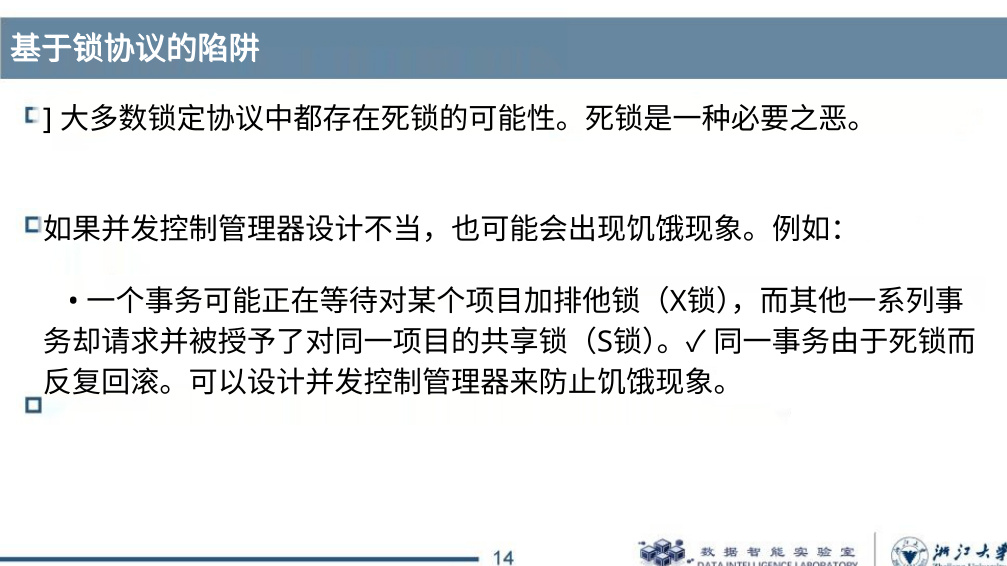 基于锁协议的陷阱
] 大多数锁定协议中都存在死锁的可能性。死锁是一种必要之恶。
如果并发控制管理器设计不当，也可能会出现饥饿现象。例如：
• 一个事务可能正在等待对某个项目加排他锁（X锁），而其他一系列事
务却请求并被授予了对同一项目的共享锁（S锁）。✓ 同一事务由于死锁而
反复回滚。可以设计并发控制管理器来防止饥饿现象。
14
数据智能实验室
DATA INTELLIGENCE LABORATORY
浙江大学